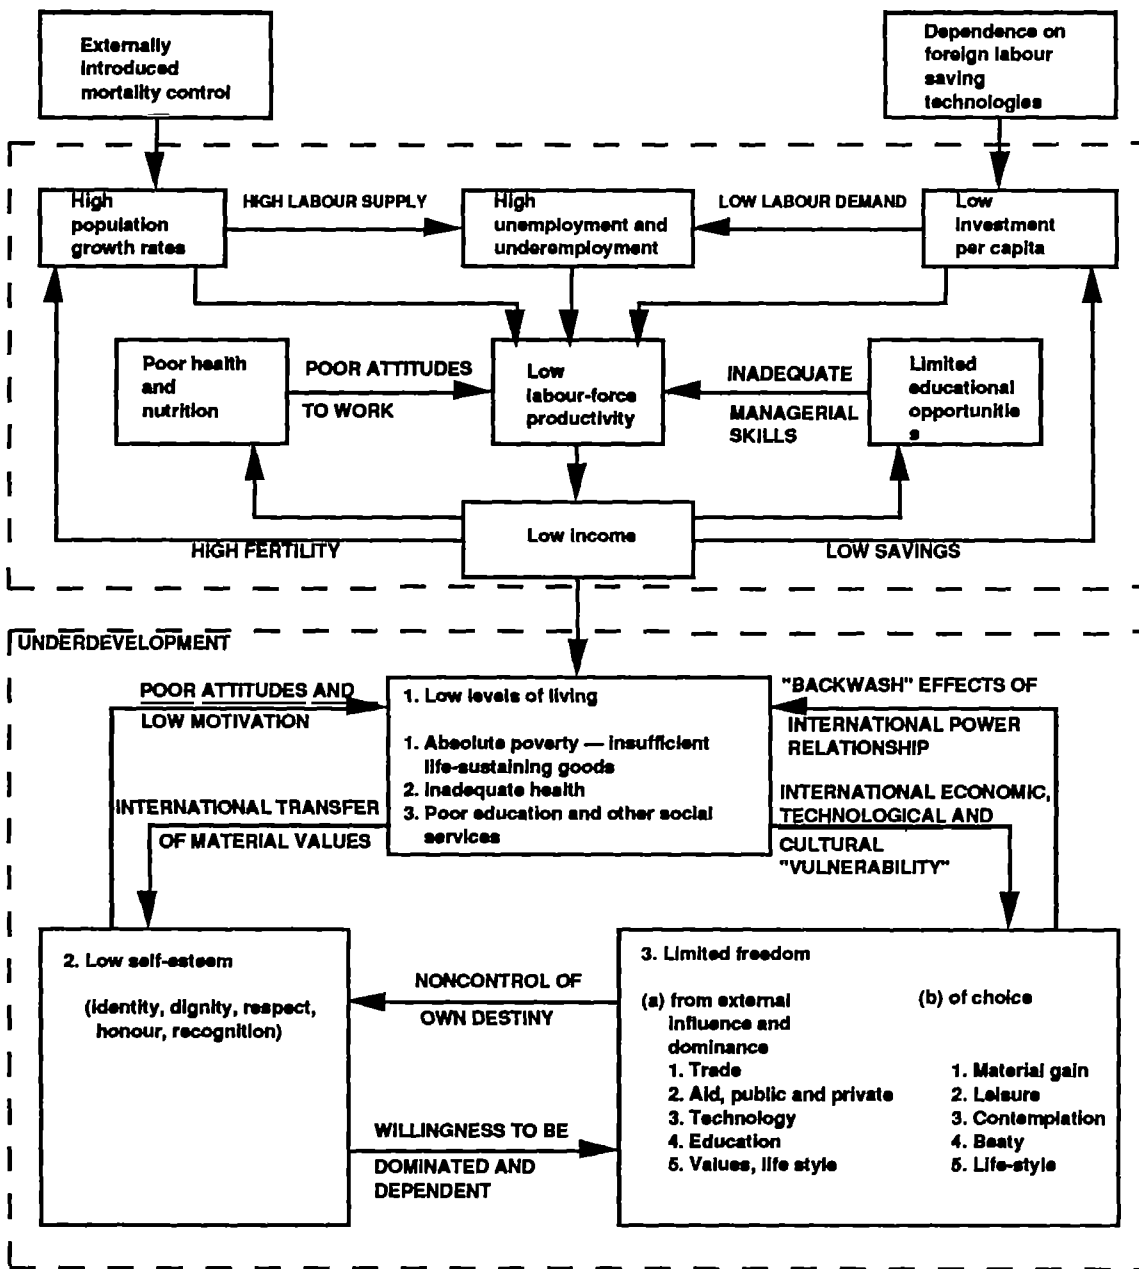 Externally
introduced
mortality control
Dependence on
foreign labour
saving
technologies
High
population
growth rates
HIGH LABOUR SUPPLY
High
unemployment and
underemployment
LOW LABOUR DEMAND
Low
investment
per capita
Poor health
and
nutrition
POOR ATTITUDES
TO WORK
Low
labour-force
productivity
INADEQUATE
MANAGERIAL
SKILLS
Limited
educational
opportunitie
s
Low income
HIGH FERTILITY
LOW SAVINGS
UNDERDEVELOPMENT
POOR ATTITUDES AND
LOW MOTIVATION
1. Low levels of living
1. Absolute poverty — insufficient
life-sustaining goods
2. Inadequate health
3. Poor education and other social
services
"BACKWASH" EFFECTS OF
INTERNATIONAL POWER
RELATIONSHIP
INTERNATIONAL TRANSFER
OF MATERIAL VALUES
INTERNATIONAL ECONOMIC,
TECHNOLOGICAL AND
CULTURAL
"VULNERABILITY"
2. Low self-esteem
(identity, dignity, respect,
honour, recognition)
NONCONTROL OF
OWN DESTINY
WILLINGNESS TO BE
DOMINATED AND
DEPENDENT
3. Limited freedom
(a) from external
influence and
dominance
1. Trade
2. Aid, public and private
3. Technology
4. Education
5. Values, life style
(b) of choice
1. Material gain
2. Leisure
3. Contemplation
4. Beaty
5. Life-style